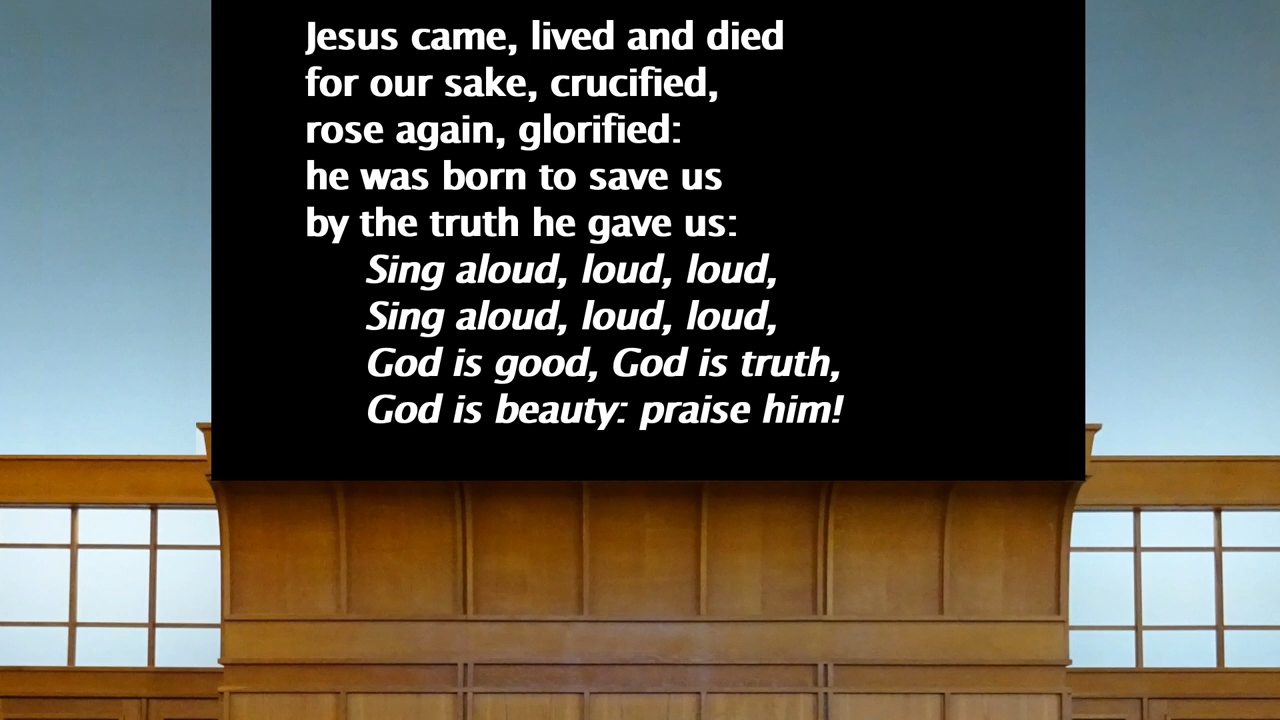 Jesus came, lived and died
for our sake, crucified,
rose again, glorified:
he was born to save us
by the truth he gave us:
Sing aloud, loud, loud,
Sing aloud, loud, loud,
God is good, God is truth,
God is beauty: praise him!